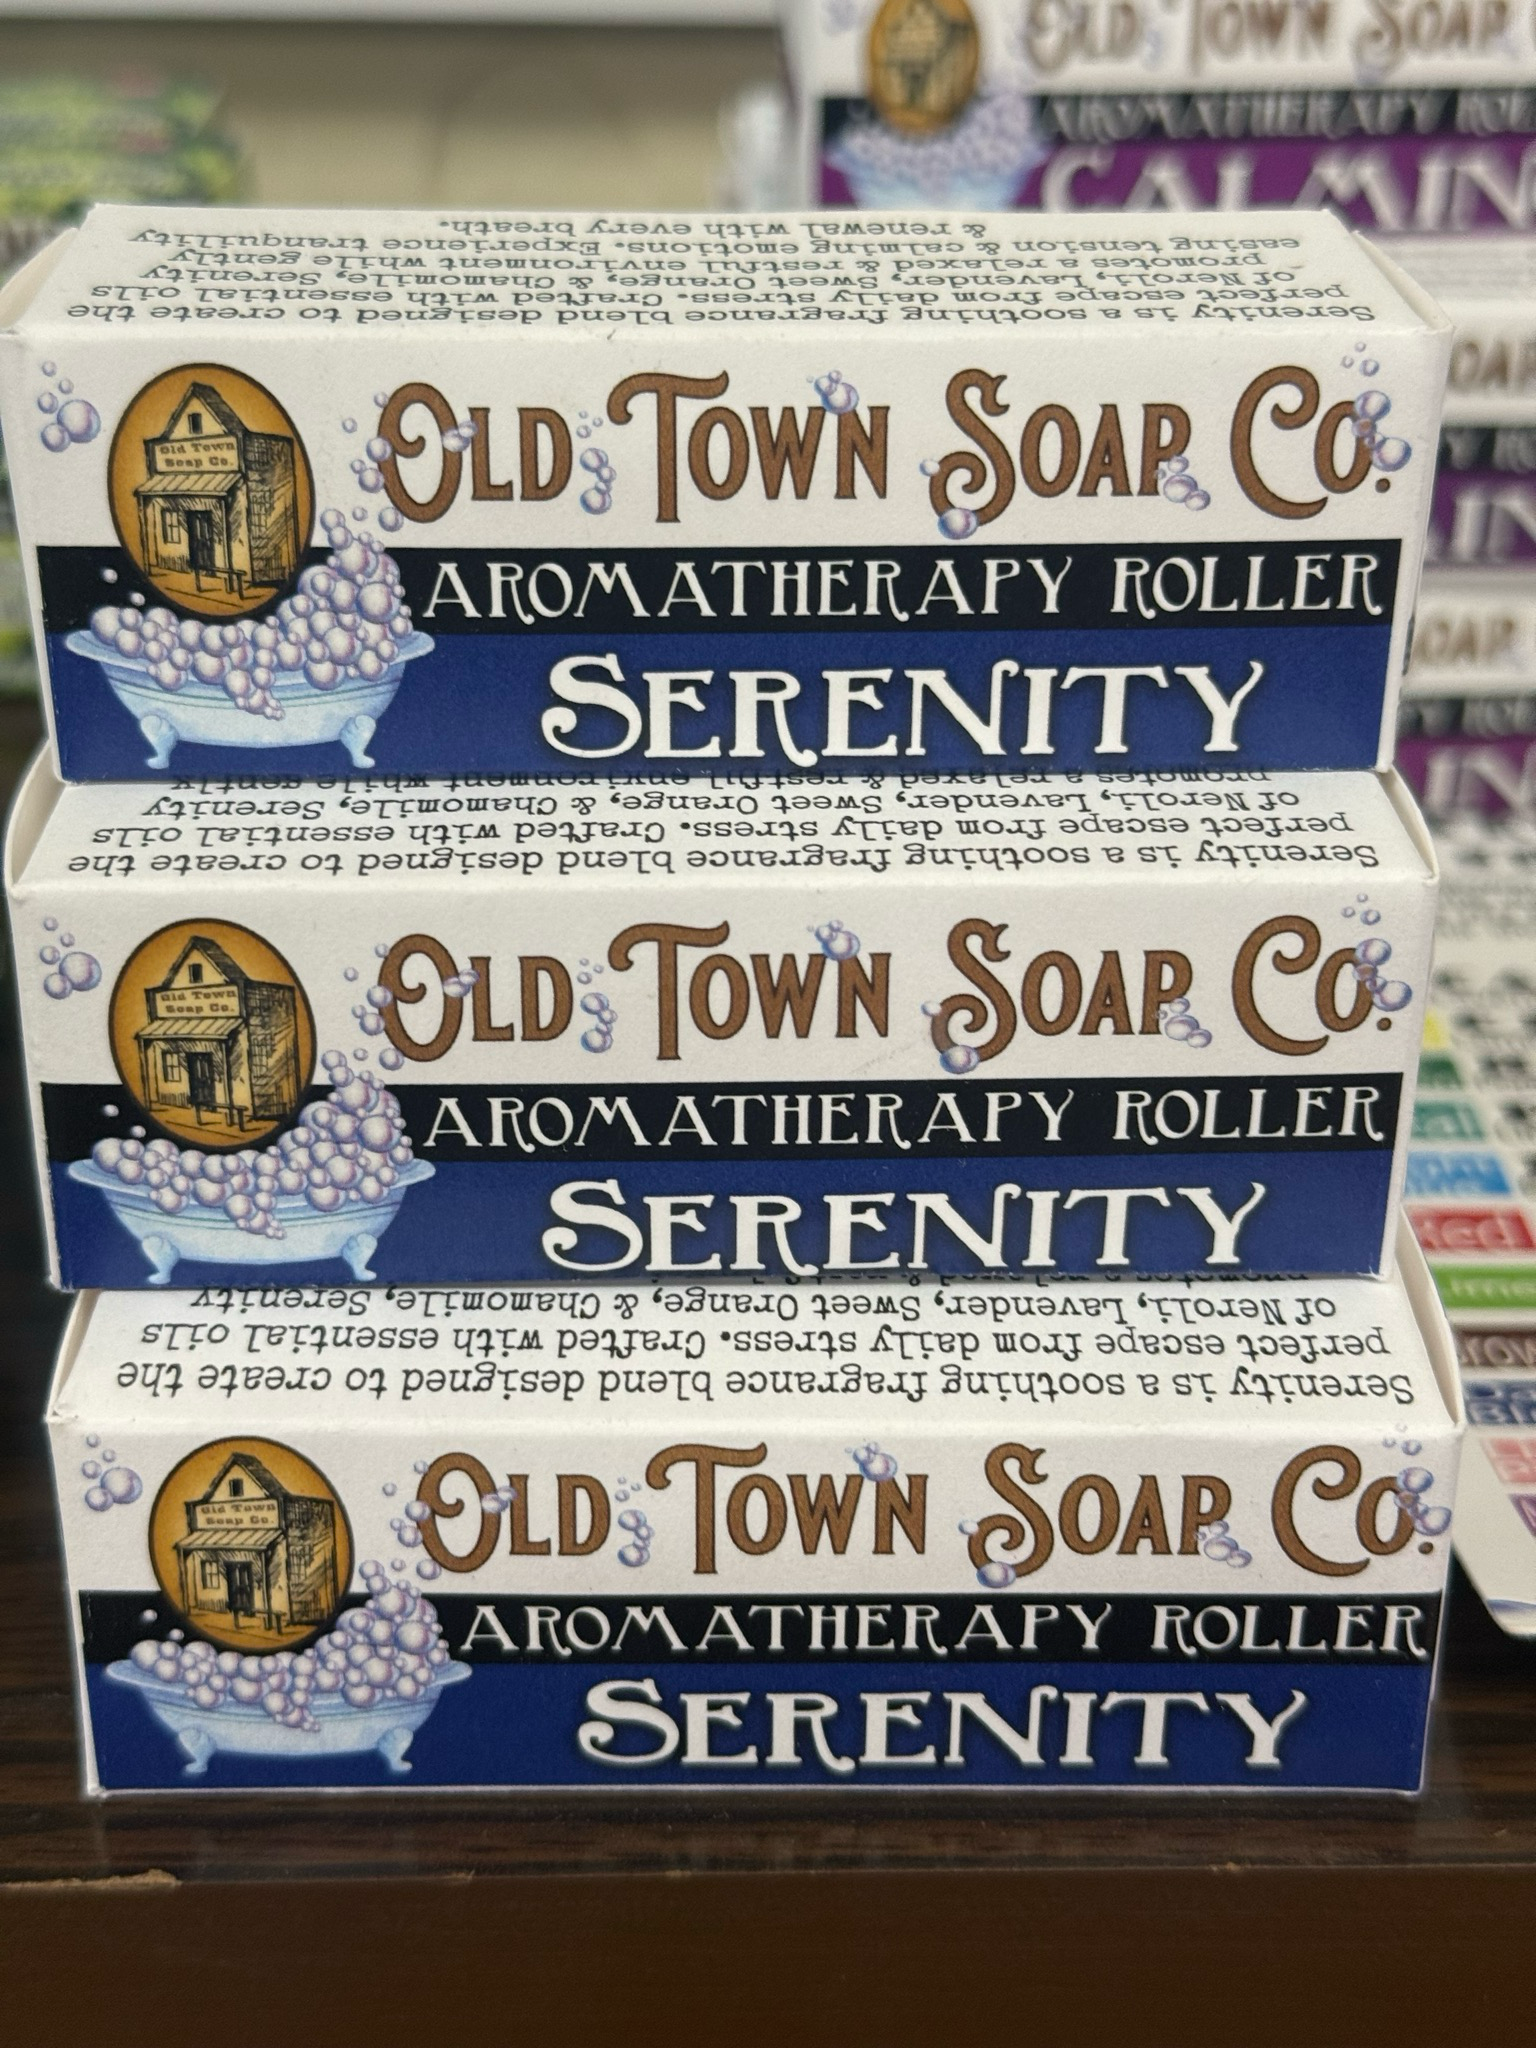 OLD TOWN SOAP
AROMATHERAPY ROL
CALMIN
Serenity is a soothing fragrance blend designed to create the
perfect escape from daily stress. Crafted with essential oils
of Neroli, Lavender, Sweet Orange, & Chamomile, Serenity
promotes a relaxed & restful environment while gently
easing tension & calming emotions. Experience tranquility
& renewal with every breath.
Old Town
Soap Co.
OLD TOWN SOAP CO.
AROMATHERAPY ROLLER
SERENITY
Serenity is a soothing fragrance blend designed to create the
perfect escape from daily stress. Crafted with essential oils
of Neroli, Lavender, Sweet Orange, & Chamomile, Serenity
promotes a relaxed & restful environment while gently
Old Town
Soap Co.
OLD TOWN SOAP CO.
AROMATHERAPY ROLLER
SERENITY
Serenity is a soothing fragrance blend designed to create the
perfect escape from daily stress. Crafted with essential oils
of Neroli, Lavender, Sweet Orange, & Chamomile, Serenity
Old Town
Soap Co.
OLD TOWN SOAP CO.
AROMATHERAPY ROLLER
SERENITY